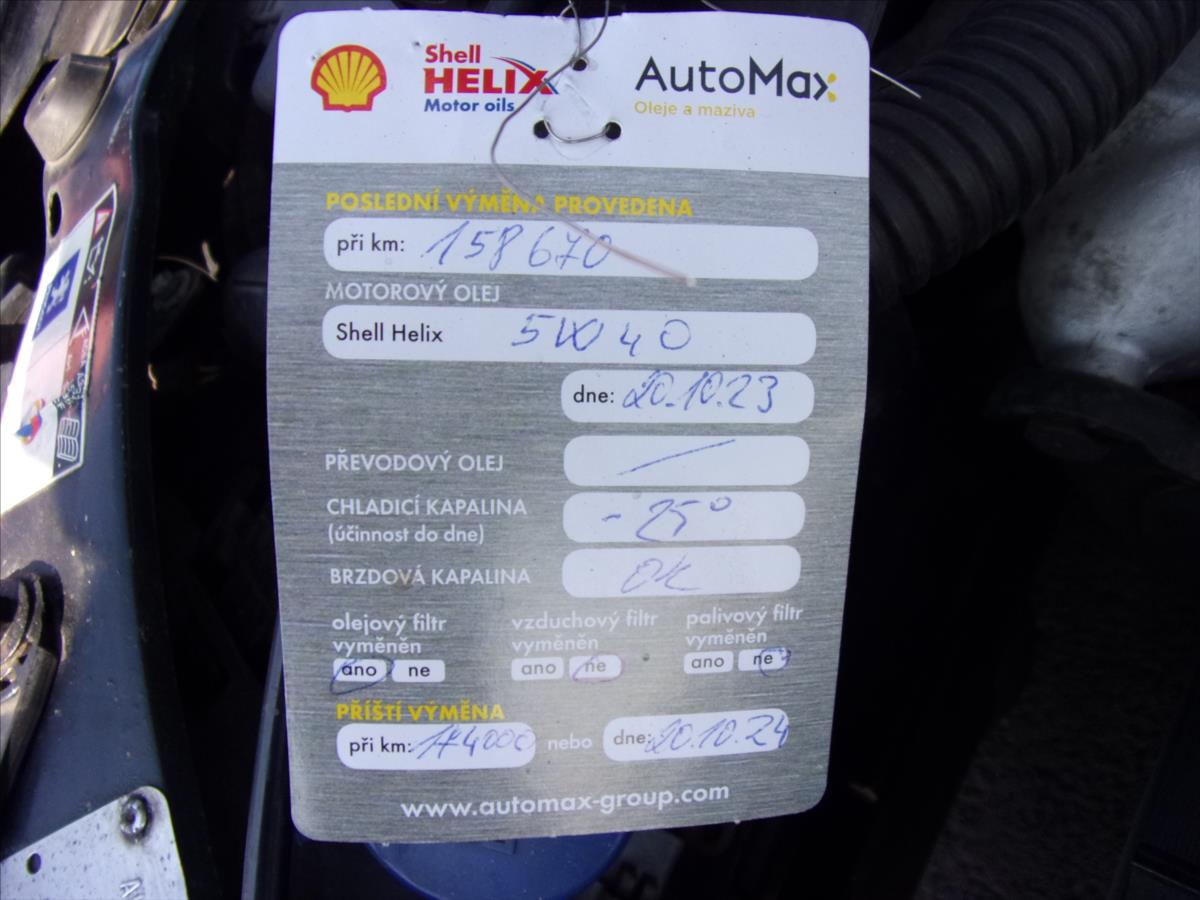 Shell
HELIX
Motor oils
AutoMax
Oleje a maziva
POSLEDNÍ VÝMĚNA PROVEDENA
při km: 158670
MOTOROVÝ OLEJ
Shell Helix 5W40
dne: 20.10.23
PŘEVODOVÝ OLEJ
CHLADICÍ KAPALINA - 25°
(účinnost do dne)
BRZDOVÁ KAPALINA OK
olejový filtr vzduchový filtr palivový filtr
vyměněn vyměněn vyměněn
ano ne ano ne ano ne
PŘÍŠTÍ VÝMĚNA
při km: 174000 nebo dne: 20.10.24
www.automax-group.com